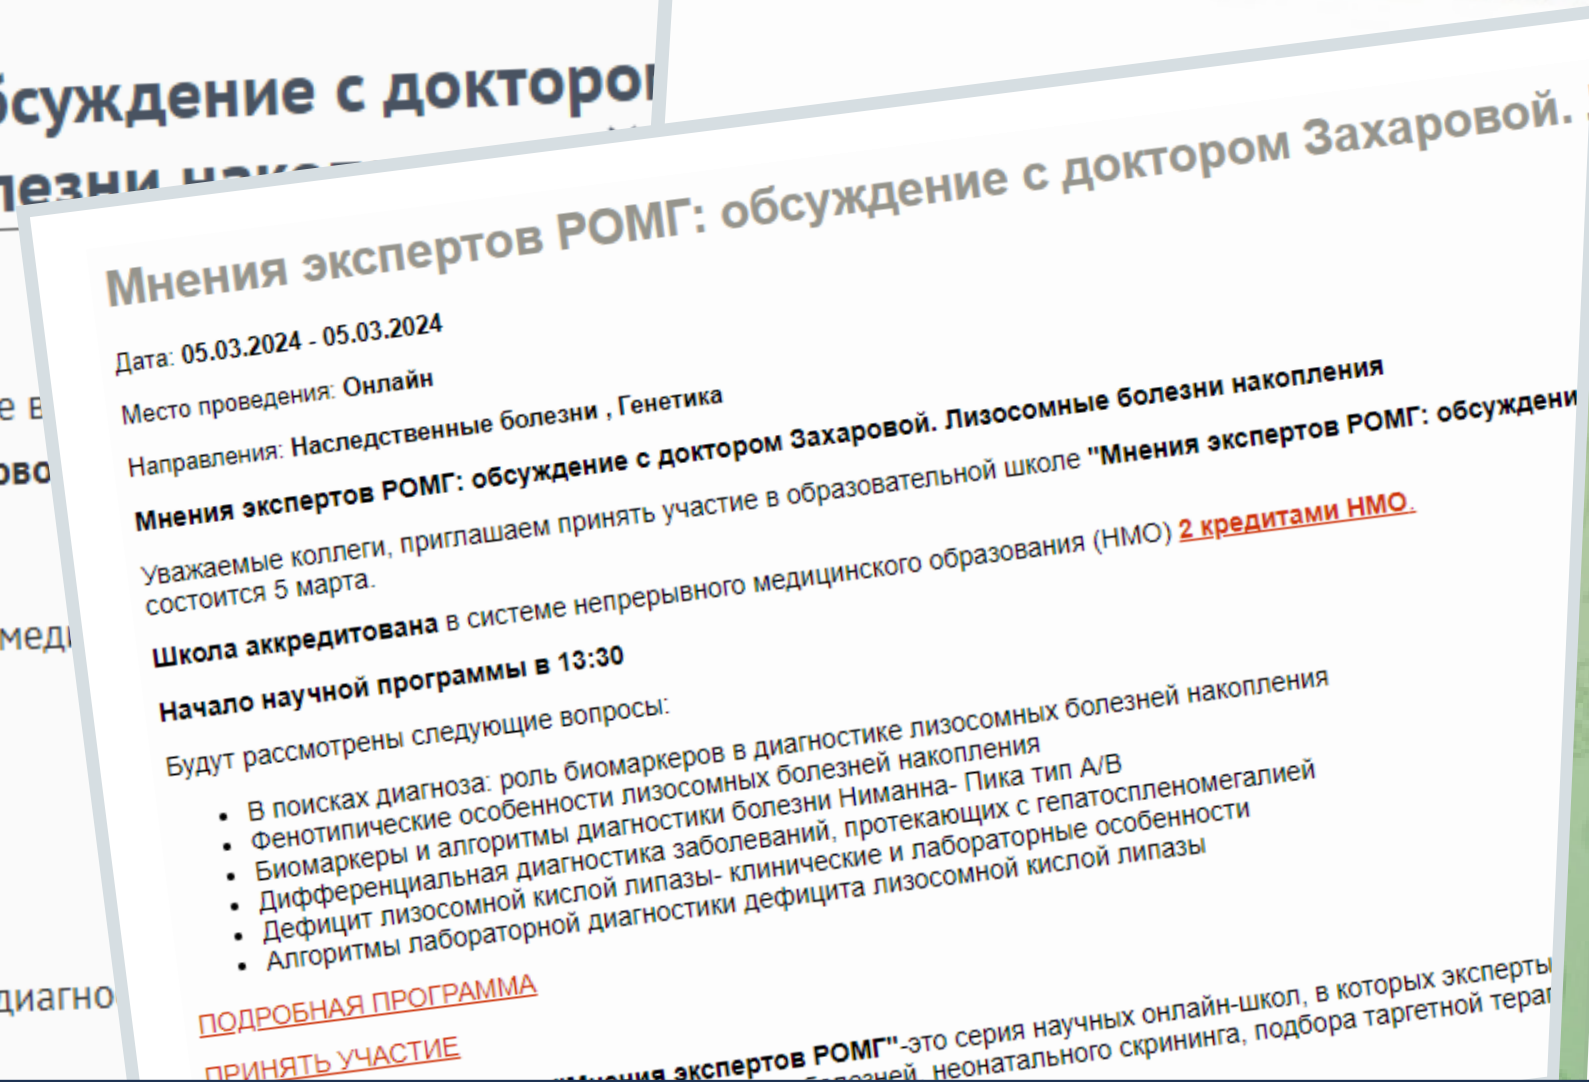 обсуждение с доктором
Мнения экспертов РОМГ: обсуждение с доктором Захаровой.
Дата: 05.03.2024 - 05.03.2024
Место проведения: Онлайн
Направления: Наследственные болезни , Генетика
Мнения экспертов РОМГ: обсуждение с доктором Захаровой. Лизосомные болезни накопления
Уважаемые коллеги, приглашаем принять участие в образовательной школе "Мнения экспертов РОМГ: обсуждени
состоится 5 марта.
Школа аккредитована в системе непрерывного медицинского образования (НМО) 2 кредитами НМО.
Начало научной программы в 13:30
Будут рассмотрены следующие вопросы:
• В поисках диагноза: роль биомаркеров в диагностике лизосомных болезней накопления
• Фенотипические особенности лизосомных болезней накопления
• Биомаркеры и алгоритмы диагностики болезни Ниманна- Пика тип А/В
• Дифференциальная диагностика заболеваний, протекающих с гепатоспленомегалией
• Дефицит лизосомной кислой липазы- клинические и лабораторные особенности
• Алгоритмы лабораторной диагностики дефицита лизосомной кислой липазы
ПОДРОБНАЯ ПРОГРАММА
ПРИНЯТЬ УЧАСТИЕ
"Мнения экспертов РОМГ"-это серия научных онлайн-школ, в которых эксперты
болезней, неонатального скрининга, подбора таргетной тера
е в
ово
меди
диагно